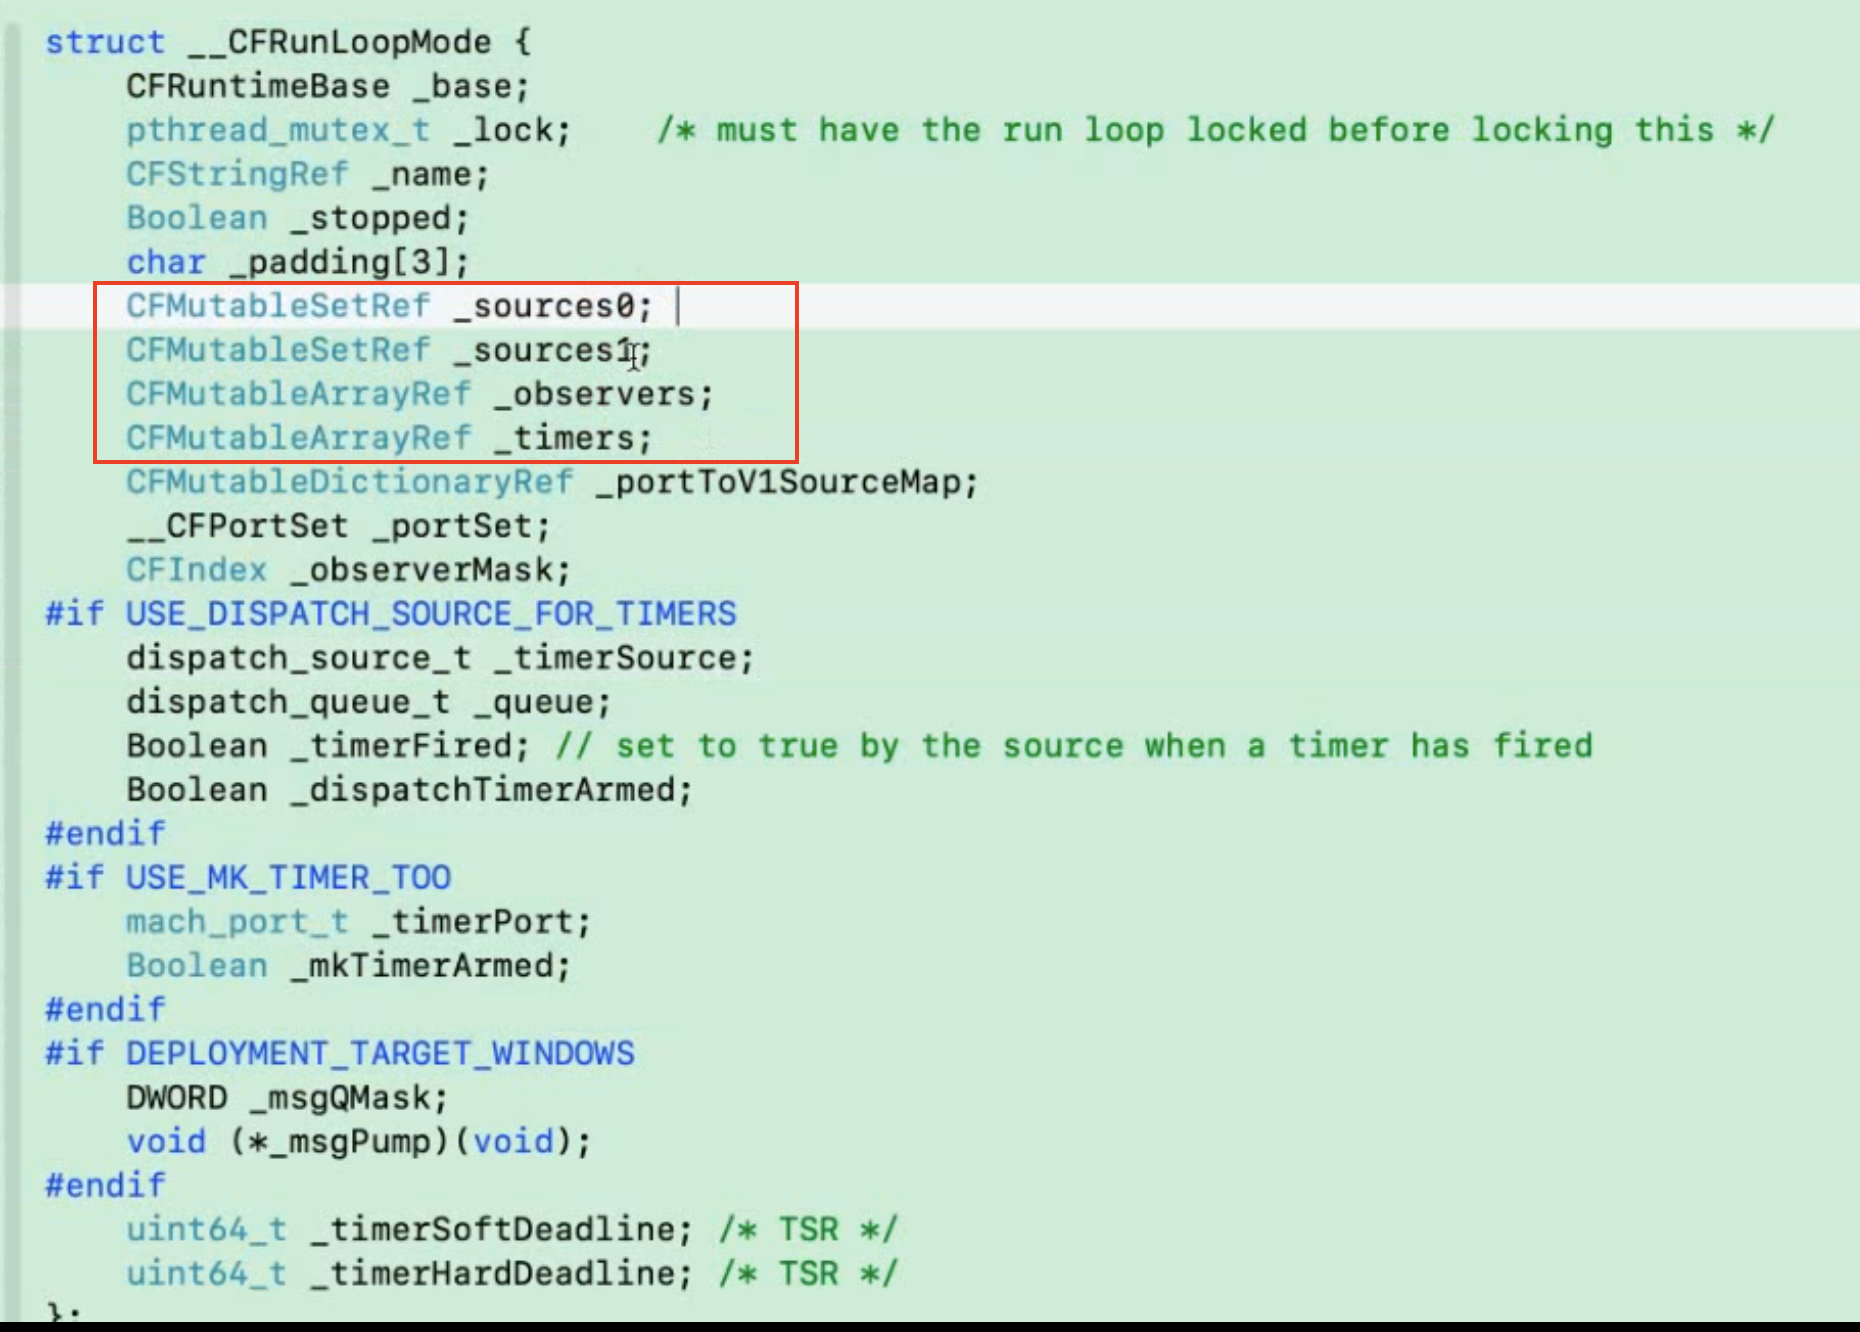 struct __CFRunLoopMode {
    CFRuntimeBase _base;
    pthread_mutex_t _lock;    /* must have the run loop locked before locking this */
    CFStringRef _name;
    Boolean _stopped;
    char _padding[3];
    CFMutableSetRef _sources0;
    CFMutableSetRef _sources1;
    CFMutableArrayRef _observers;
    CFMutableArrayRef _timers;
    CFMutableDictionaryRef _portToV1SourceMap;
    __CFPortSet _portSet;
    CFIndex _observerMask;
#if USE_DISPATCH_SOURCE_FOR_TIMERS
    dispatch_source_t _timerSource;
    dispatch_queue_t _queue;
    Boolean _timerFired; // set to true by the source when a timer has fired
    Boolean _dispatchTimerArmed;
#endif
#if USE_MK_TIMER_TOO
    mach_port_t _timerPort;
    Boolean _mkTimerArmed;
#endif
#if DEPLOYMENT_TARGET_WINDOWS
    DWORD _msgQMask;
    void (*_msgPump)(void);
#endif
    uint64_t _timerSoftDeadline; /* TSR */
    uint64_t _timerHardDeadline; /* TSR */
};